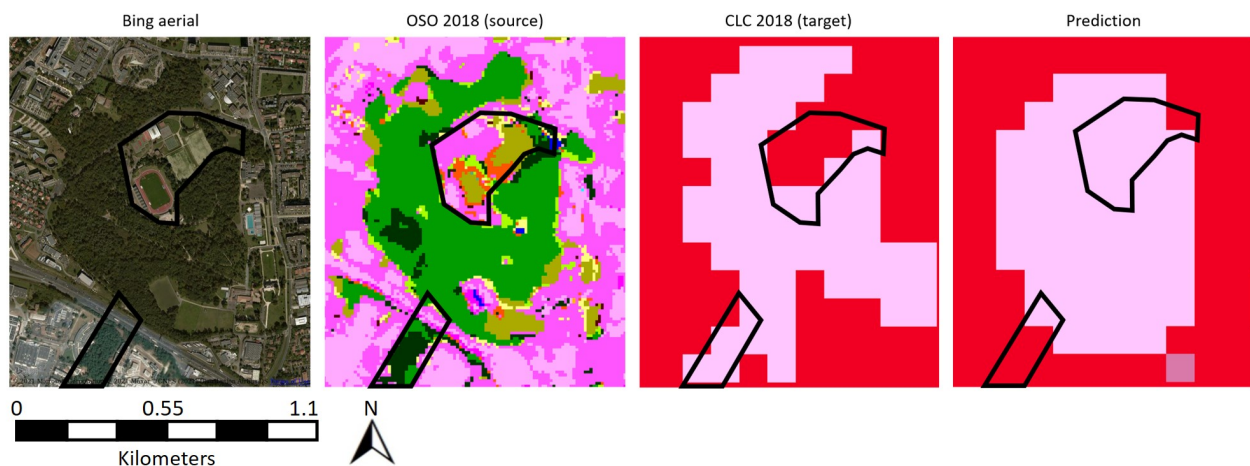 Bing aerial
OSO 2018 (source)
CLC 2018 (target)
Prediction
0 0.55 1.1
Kilometers
N